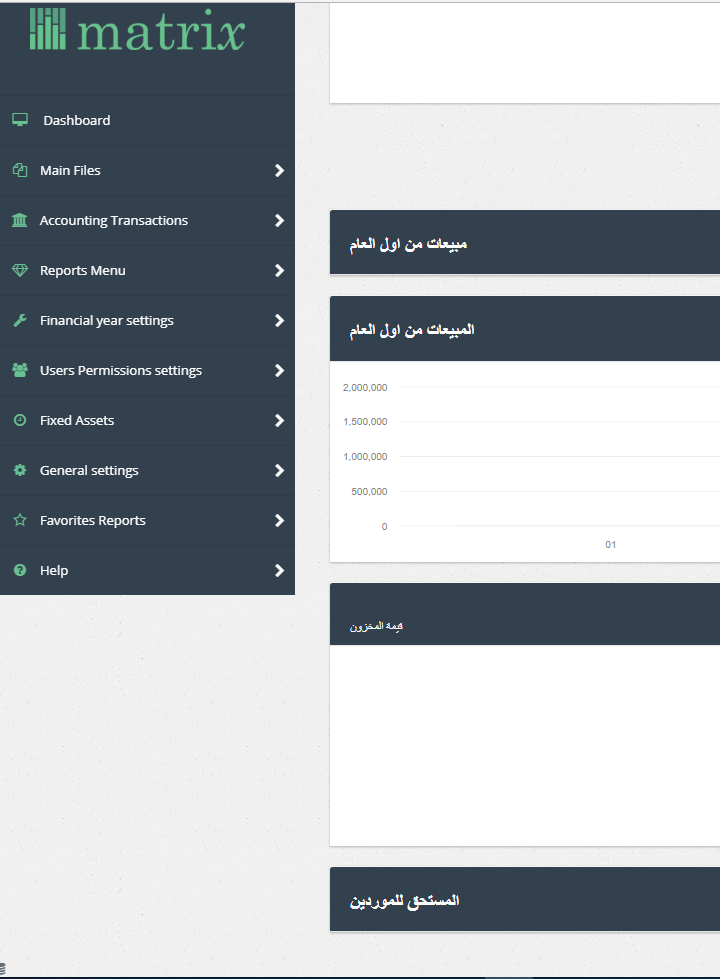 matrix
Dashboard
Main Files
Accounting Transactions
Reports Menu
Financial year settings
Users Permissions settings
Fixed Assets
General settings
Favorites Reports
Help
مبيعات من اول العام
المبيعات من اول العام
2,000,000
1,500,000
1,000,000
500,000
0
01
قيمة المخزون
المستحق للموردين